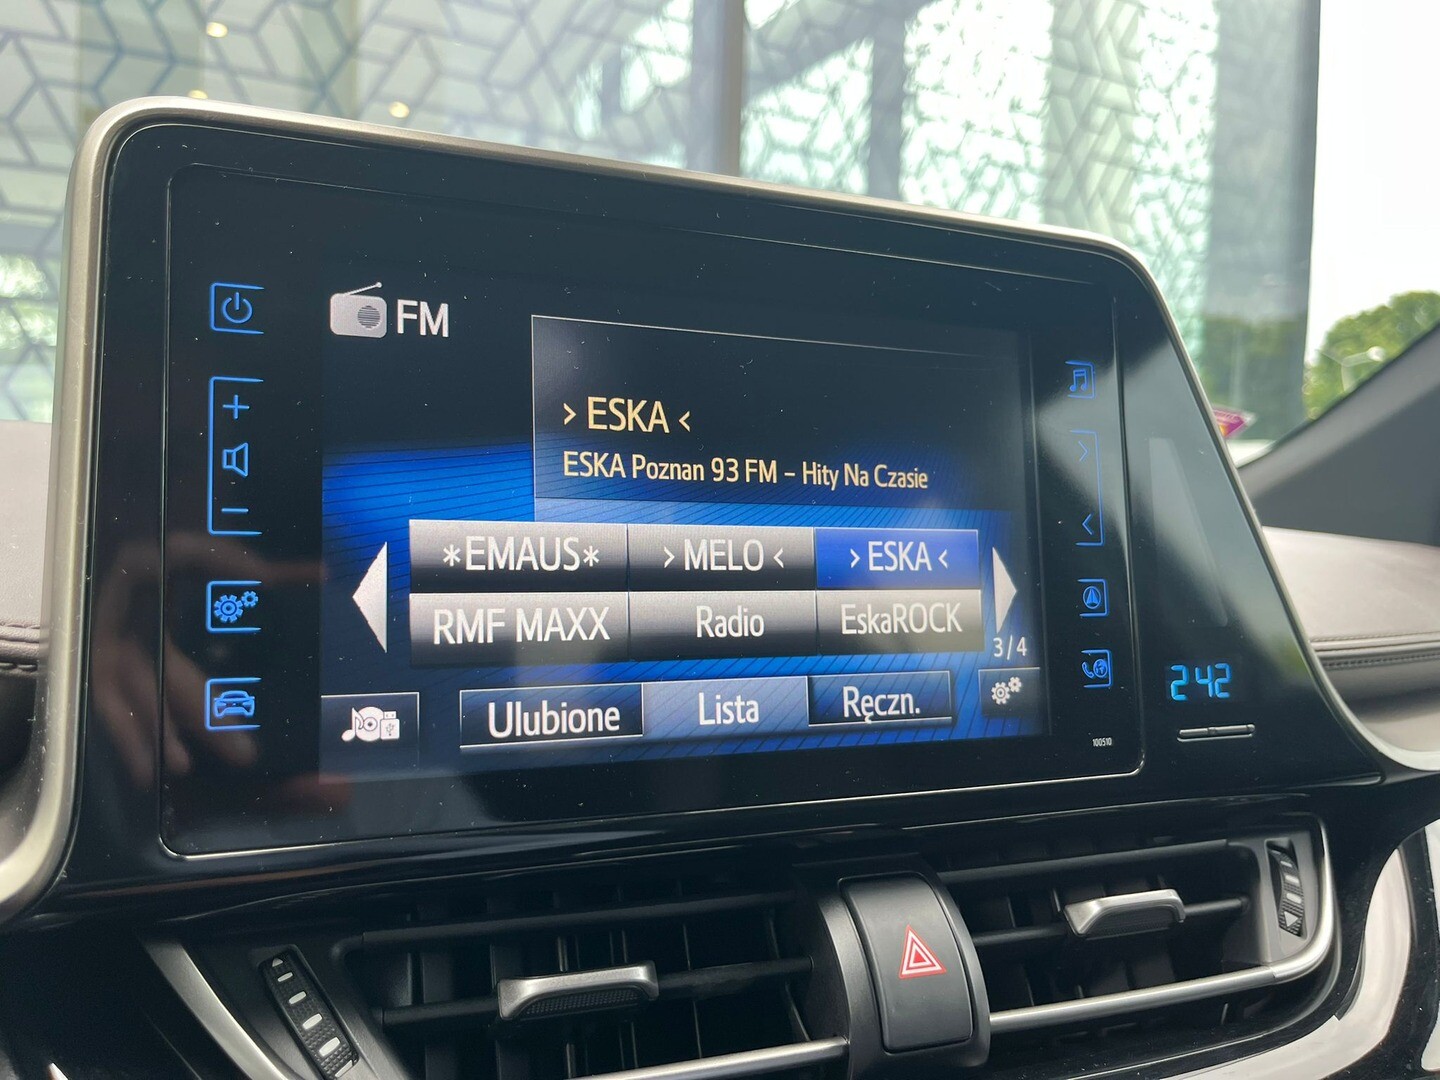 FM
> ESKA <
ESKA Poznan 93 FM – Hity Na Czasie
*EMAUS* > MELO < > ESKA <
RMF MAXX Radio EskaROCK
3/4
Ulubione Lista Ręczn.
100510
2:42